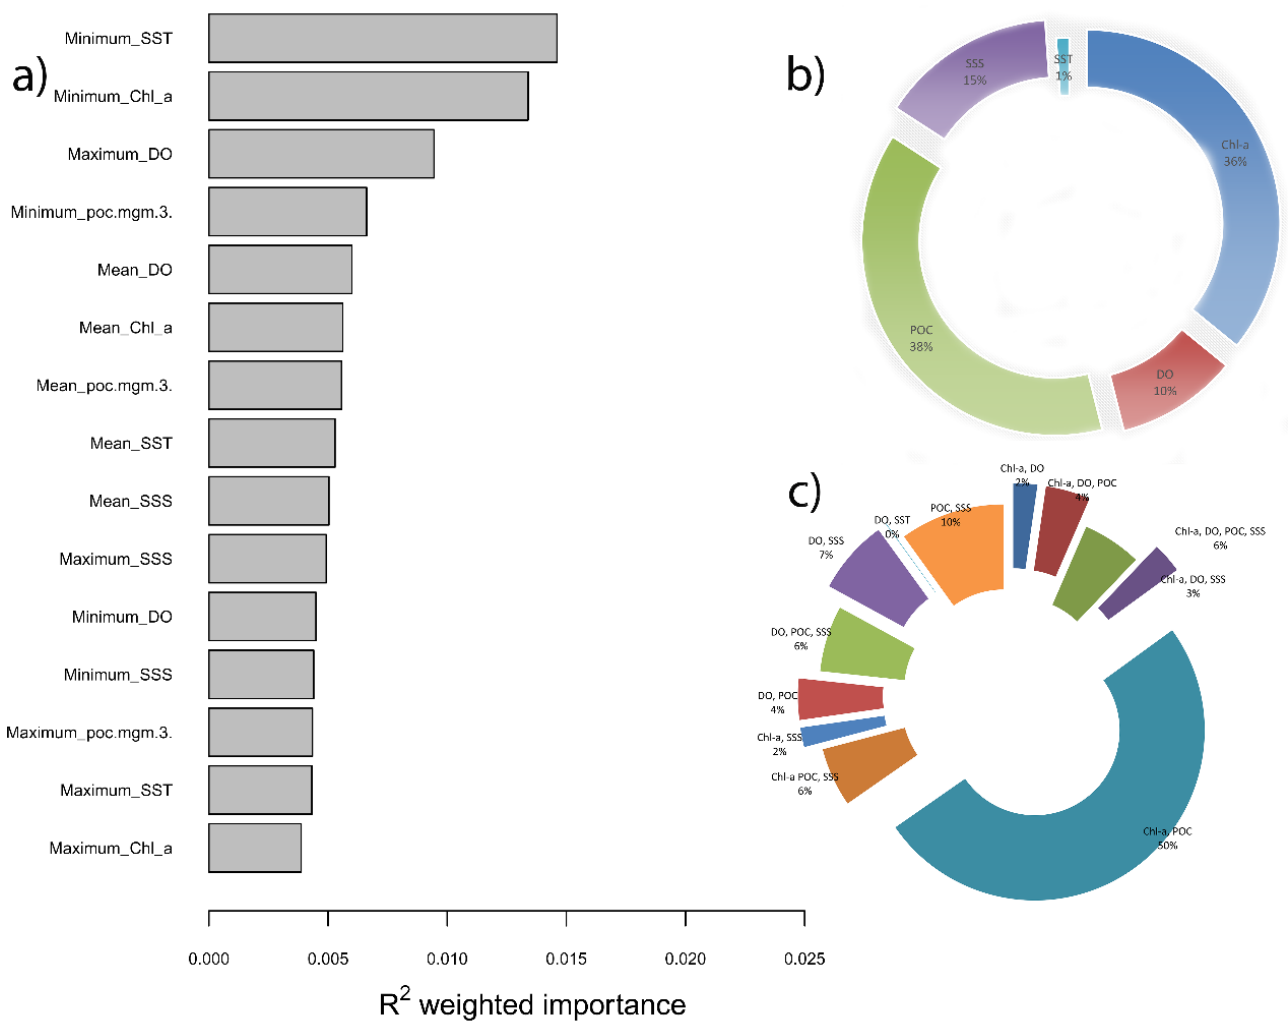 a)
Minimum_SST
Minimum_Chl_a
Maximum_DO
Minimum_poc.mgm.3.
Mean_DO
Mean_Chl_a
Mean_poc.mgm.3.
Mean_SST
Mean_SSS
Maximum_SSS
Minimum_DO
Minimum_SSS
Maximum_poc.mgm.3.
Maximum_SST
Maximum_Chl_a
0.000 0.005 0.010 0.015 0.020 0.025
R² weighted importance
b)
SSS
15%
SST
1%
Chl-a
36%
POC
38%
DO
10%
c)
Chl-a, DO
2%
Chl-a, DO, POC
4%
Chl-a, DO, POC, SSS
6%
Chl-a, DO, SSS
3%
Chl-a, POC
50%
Chl-a POC, SSS
6%
Chl-a, SSS
2%
DO, POC
4%
DO, POC, SSS
6%
DO, SSS
7%
DO, SST
0%
POC, SSS
10%